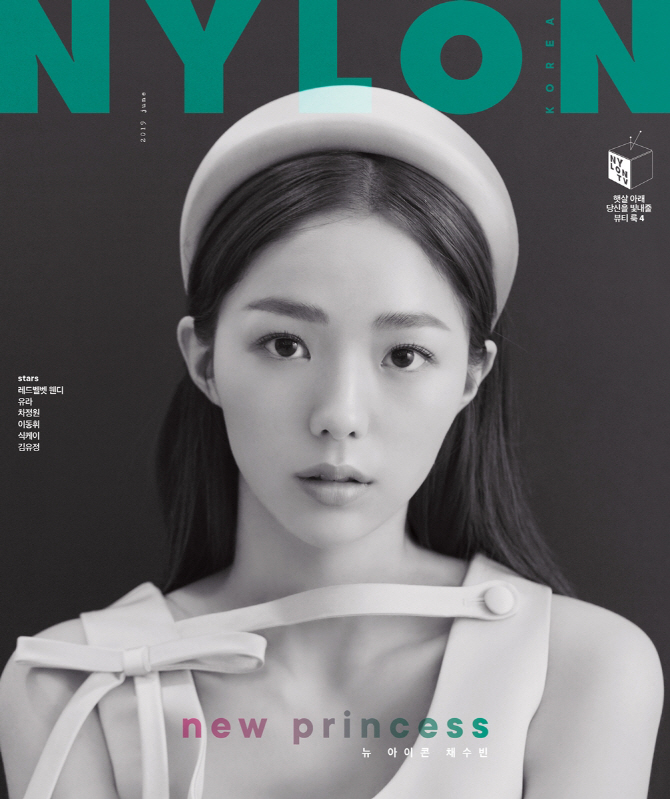 NYLON
KOREA
2019 june
NY
LON
TV
햇살 아래
당신을 빛내줄
뷰티 룩 4
stars
레드벨벳 웬디
유라
차정원
이동휘
식케이
김유정
new princess
뉴 아이콘 채수빈